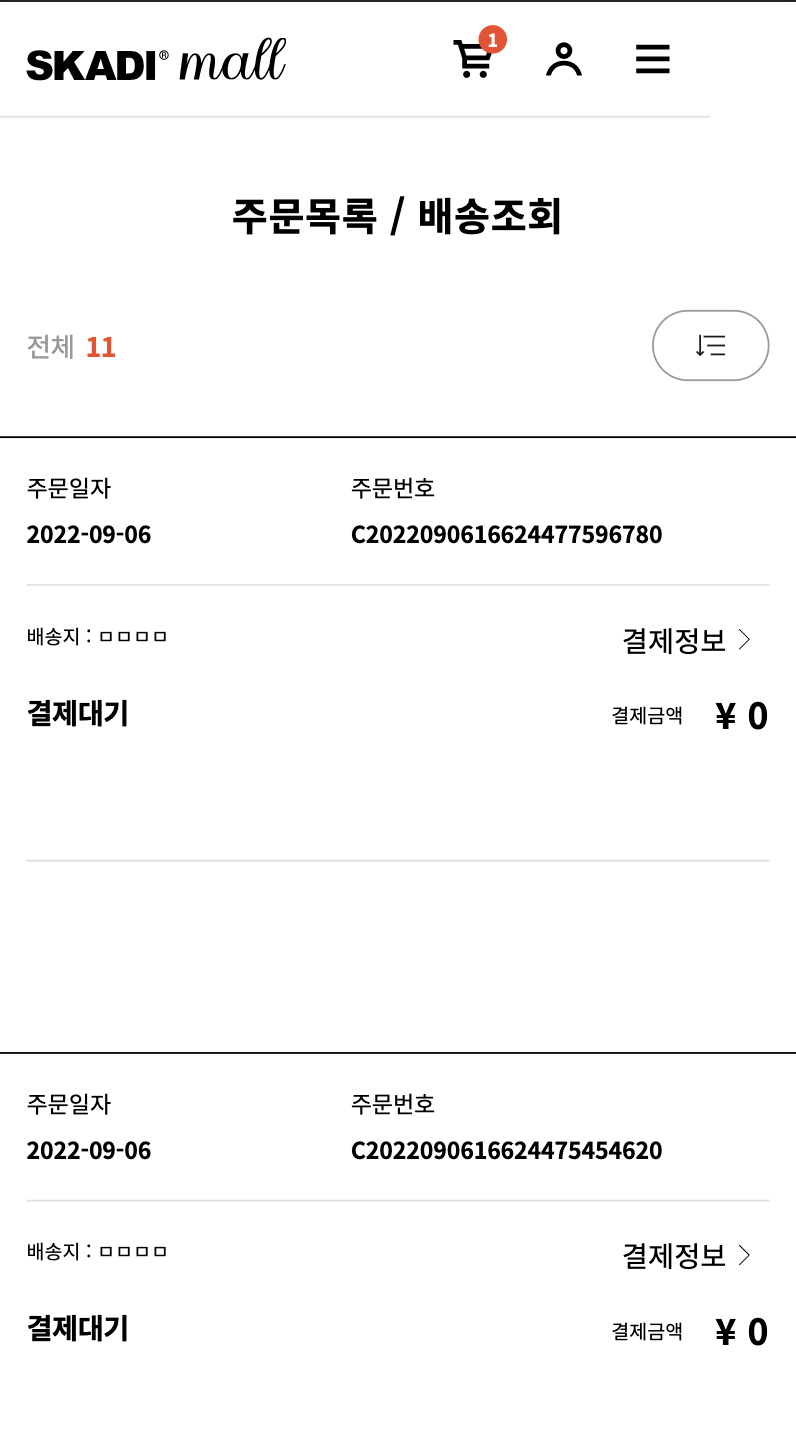 SKADI® mall
1
주문목록 / 배송조회
전체 11
주문일자 주문번호
2022-09-06 C2022090616624477596780
배송지 : ㅁㅁㅁㅁ 결제정보
결제대기 결제금액 ¥ 0
주문일자 주문번호
2022-09-06 C2022090616624475454620
배송지 : ㅁㅁㅁㅁ 결제정보
결제대기 결제금액 ¥ 0